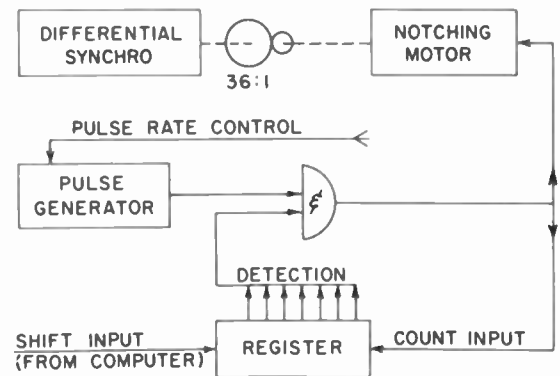 DIFFERENTIAL
SYNCHRO
36:1
NOTCHING
MOTOR
PULSE RATE CONTROL
PULSE
GENERATOR
&
DETECTION
SHIFT INPUT
(FROM COMPUTER)
REGISTER
COUNT INPUT